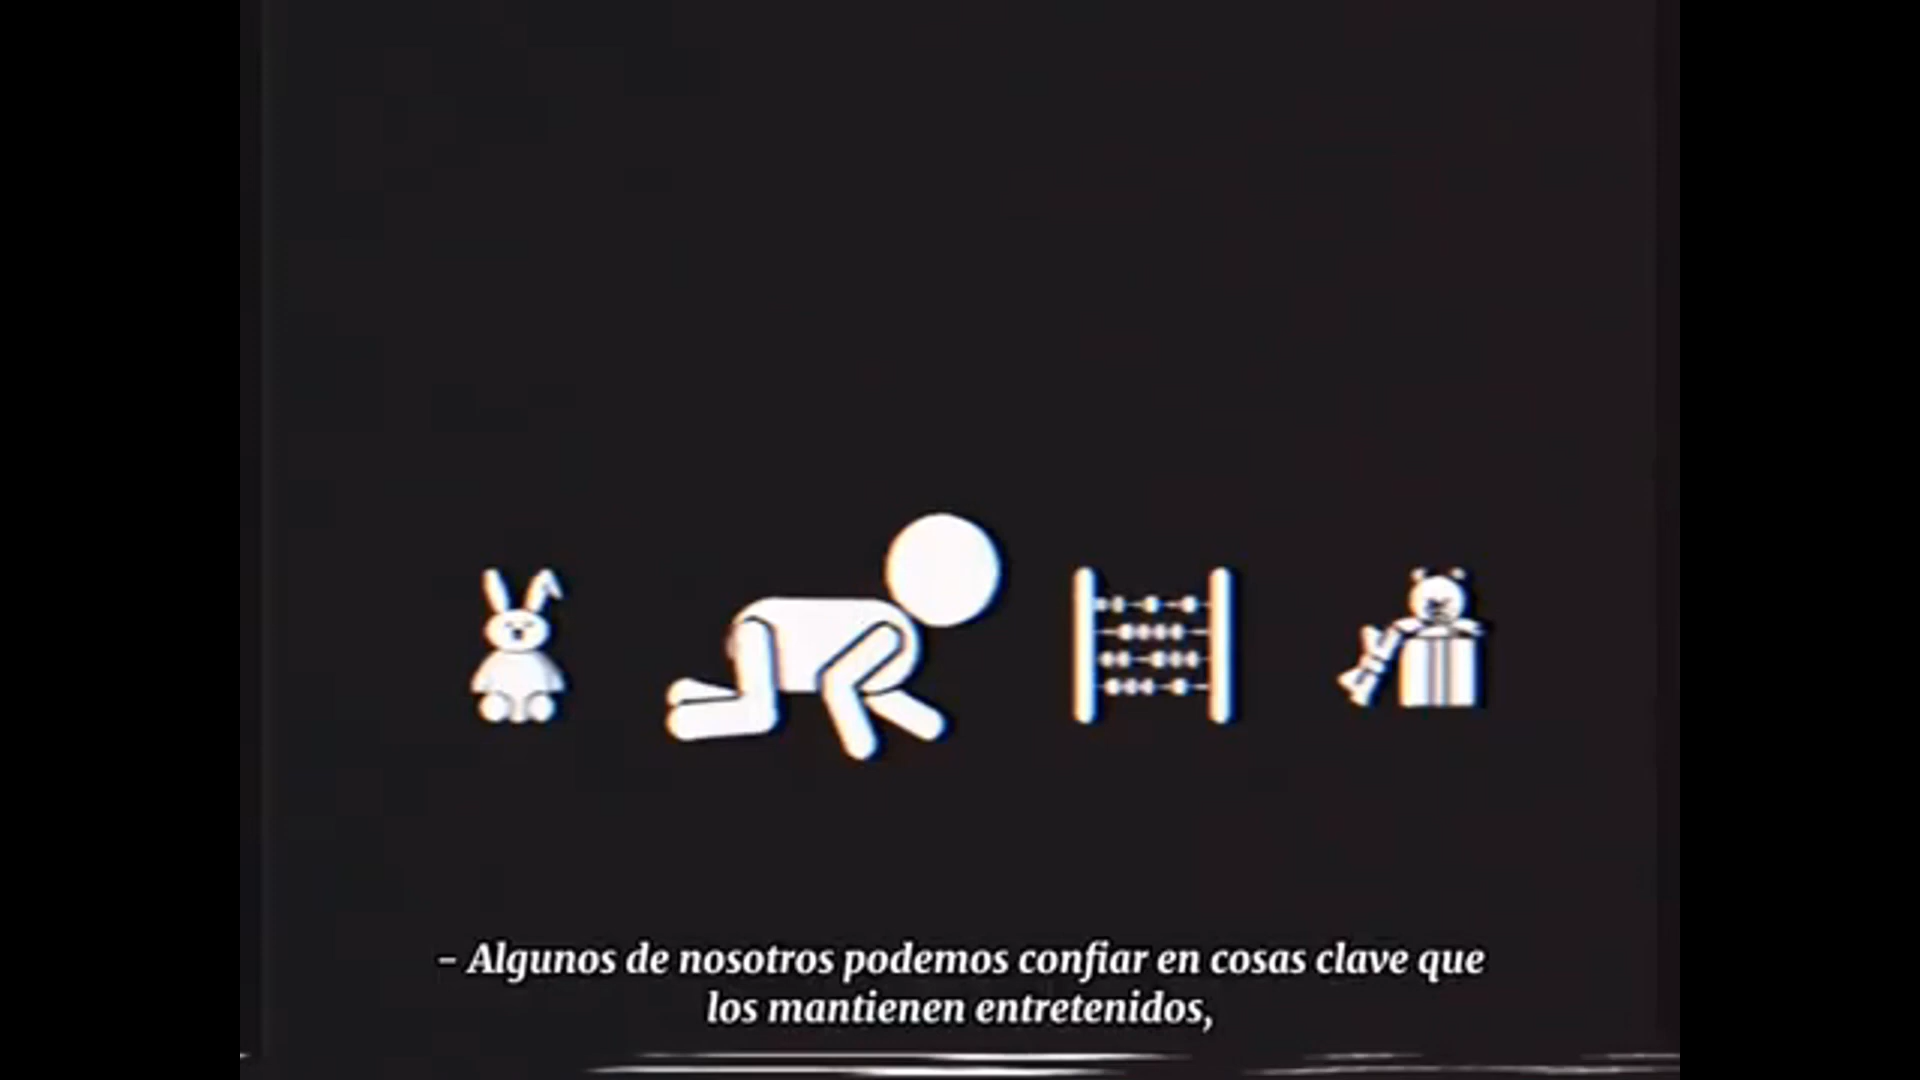 - Algunos de nosotros podemos confiar en cosas clave que
los mantienen entretenidos,